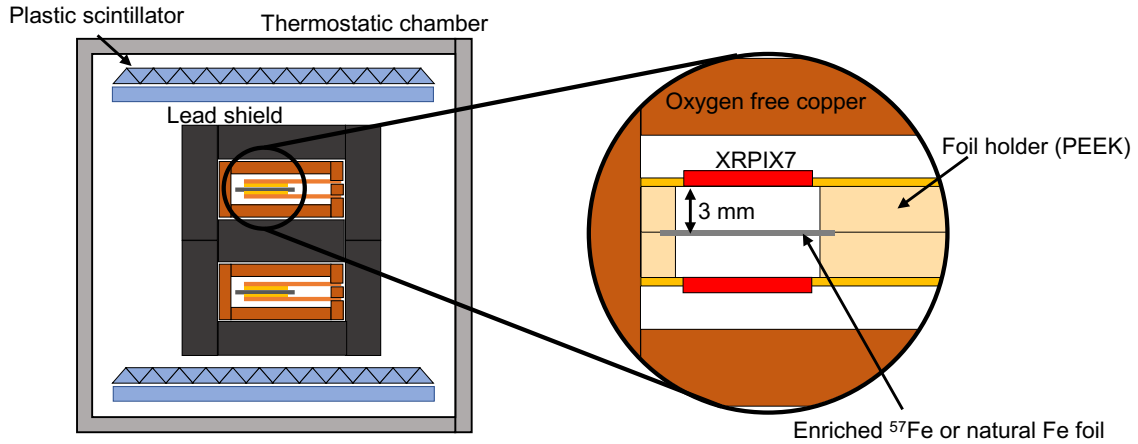 Plastic scintillator
Thermostatic chamber
Lead shield
Oxygen free copper
XRPIX7
Foil holder (PEEK)
3 mm
Enriched ⁵⁷Fe or natural Fe foil